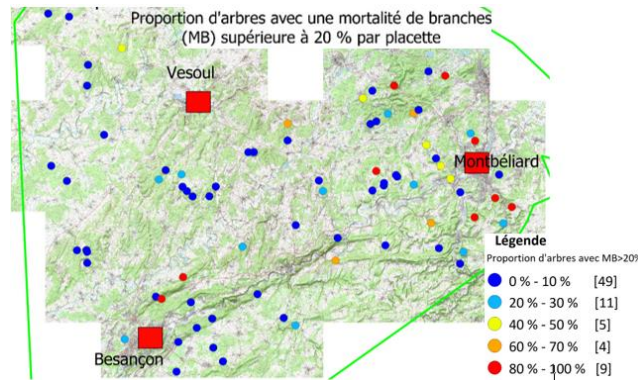 Proportion d'arbres avec une mortalité de branches
(MB) supérieure à 20 % par placette
Vesoul
Montbéliard
Besançon
Légende
Proportion d'arbres avec MB>20%
0 % - 10 % [49]
20 % - 30 % [11]
40 % - 50 % [5]
60 % - 70 % [4]
80 % - 100 % [9]